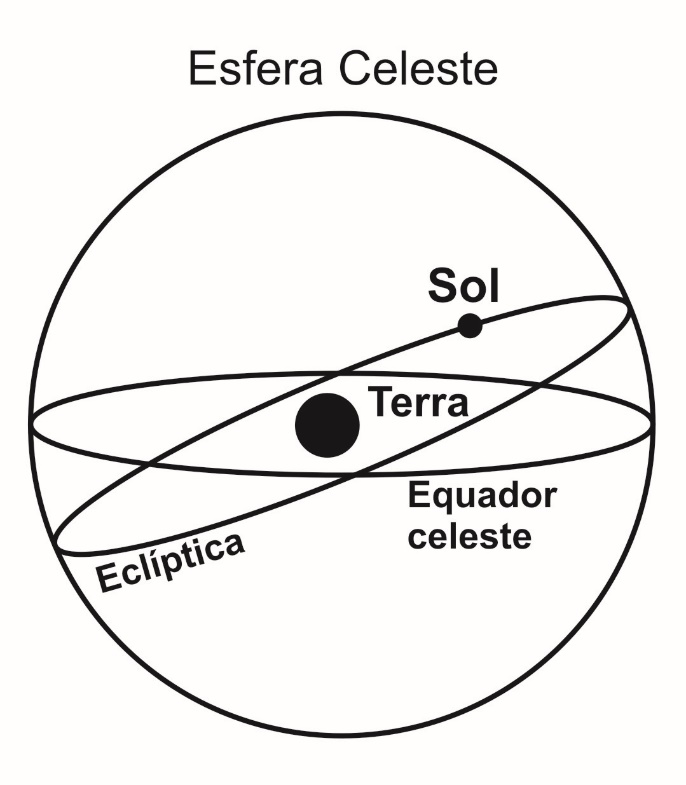 Esfera Celeste
Sol
Terra
Equador
celeste
Eclíptica